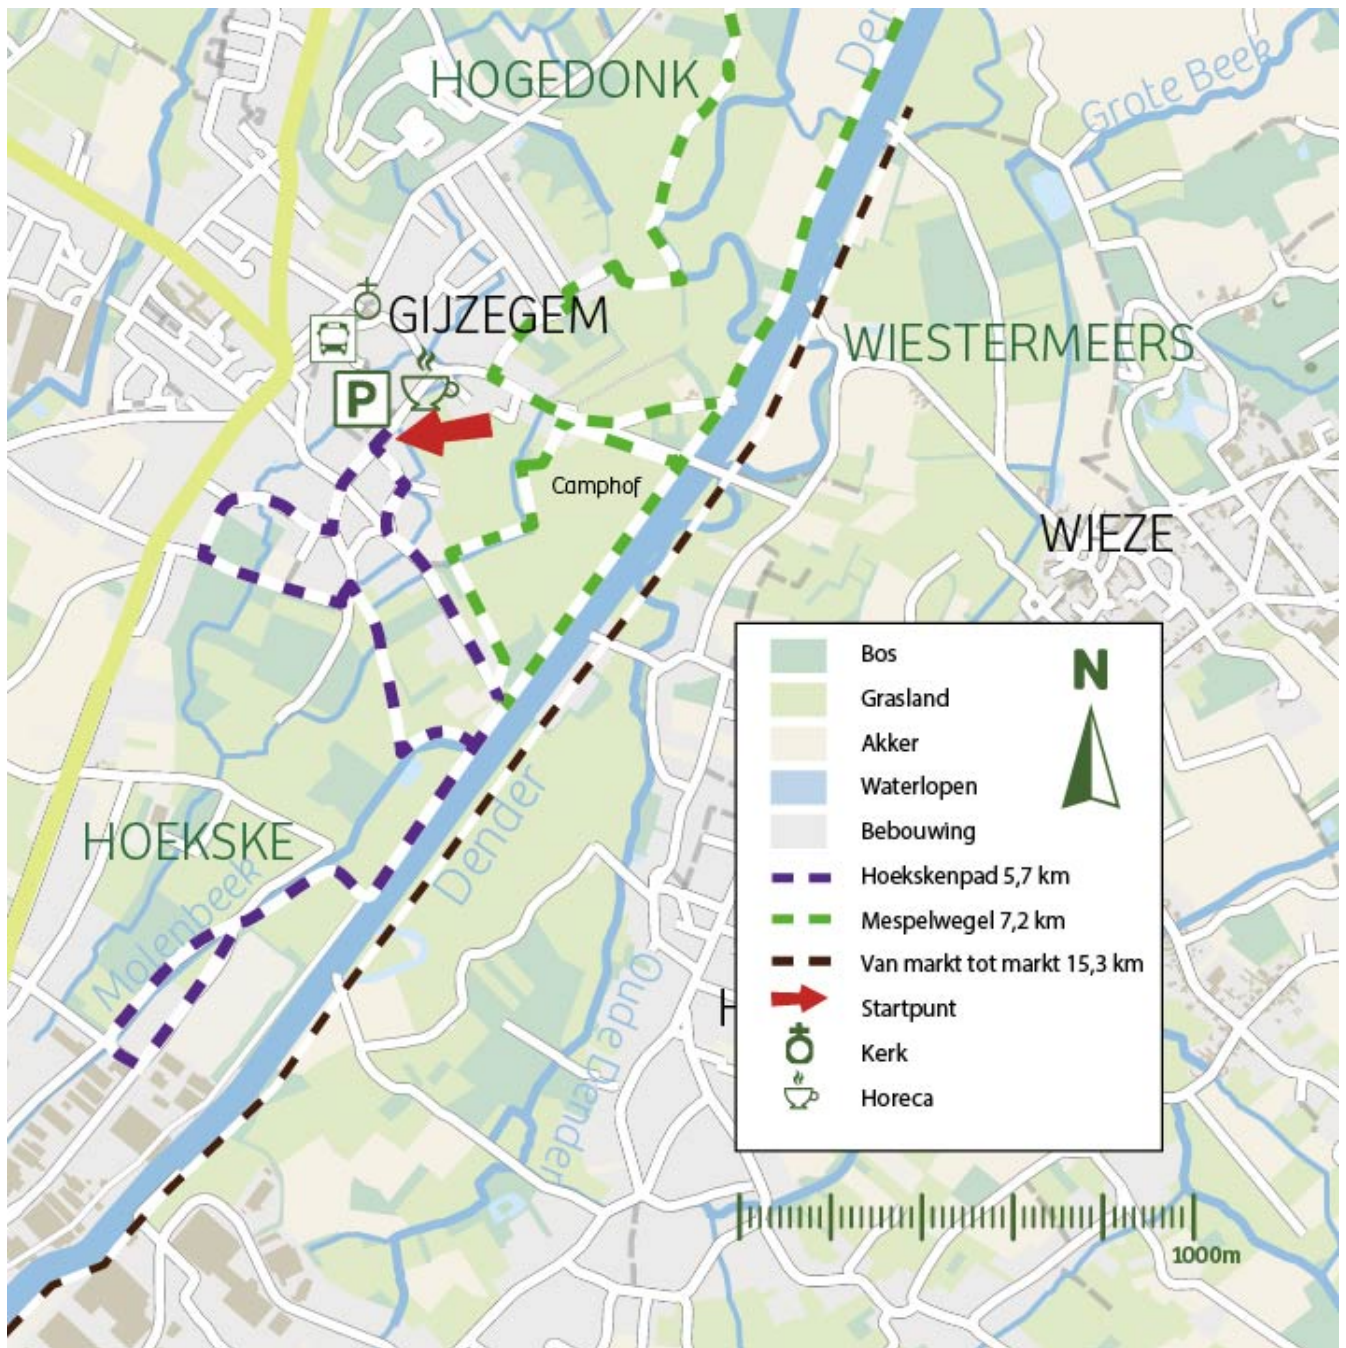 HOGEDONK
Der
Grote Beek
GIJZEGEM
WIESTERMEERS
P
Camphof
WIEZE
HOEKSKE
Molenbeek
Dender
Oude Dender
H
Bos
Grasland
Akker
Waterlopen
Bebouwing
Hoekskenpad 5,7 km
Mespelwegel 7,2 km
Van markt tot markt 15,3 km
Startpunt
Kerk
Horeca
N
1000m